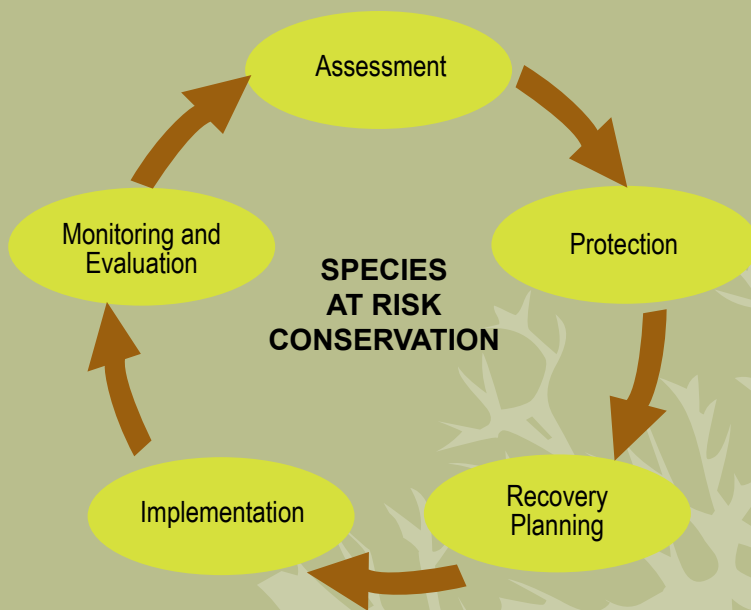 Assessment
Protection
Recovery
Planning
Implementation
Monitoring and
Evaluation
SPECIES
AT RISK
CONSERVATION